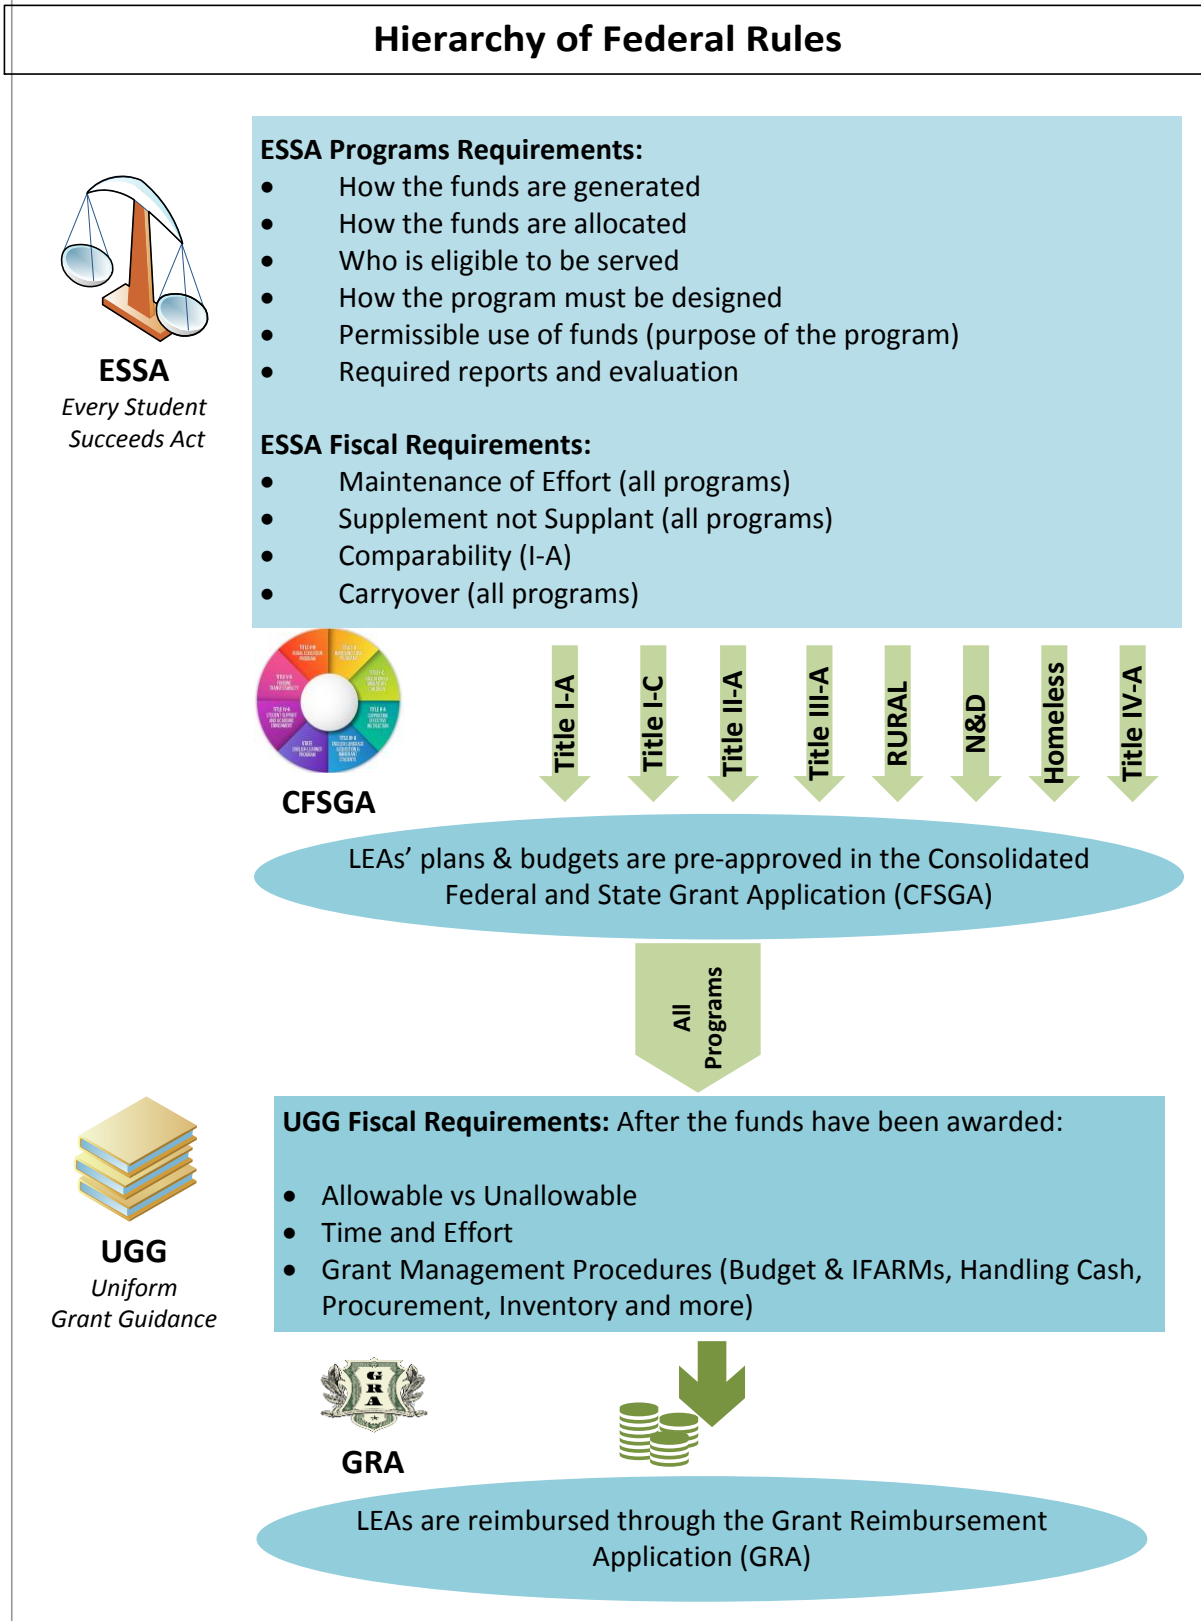 Hierarchy of Federal Rules
ESSA Programs Requirements:
• How the funds are generated
• How the funds are allocated
• Who is eligible to be served
• How the program must be designed
• Permissible use of funds (purpose of the program)
• Required reports and evaluation
ESSA
Every Student
Succeeds Act
ESSA Fiscal Requirements:
• Maintenance of Effort (all programs)
• Supplement not Supplant (all programs)
• Comparability (I-A)
• Carryover (all programs)
CFSGA
Title I-A
Title I-C
Title II-A
Title III-A
RURAL
N&D
Homeless
Title IV-A
LEAs’ plans & budgets are pre-approved in the Consolidated
Federal and State Grant Application (CFSGA)
All
Programs
UGG
Uniform
Grant Guidance
UGG Fiscal Requirements: After the funds have been awarded:
• Allowable vs Unallowable
• Time and Effort
• Grant Management Procedures (Budget & IFARMs, Handling Cash,
Procurement, Inventory and more)
GRA
GRA
LEAs are reimbursed through the Grant Reimbursement
Application (GRA)